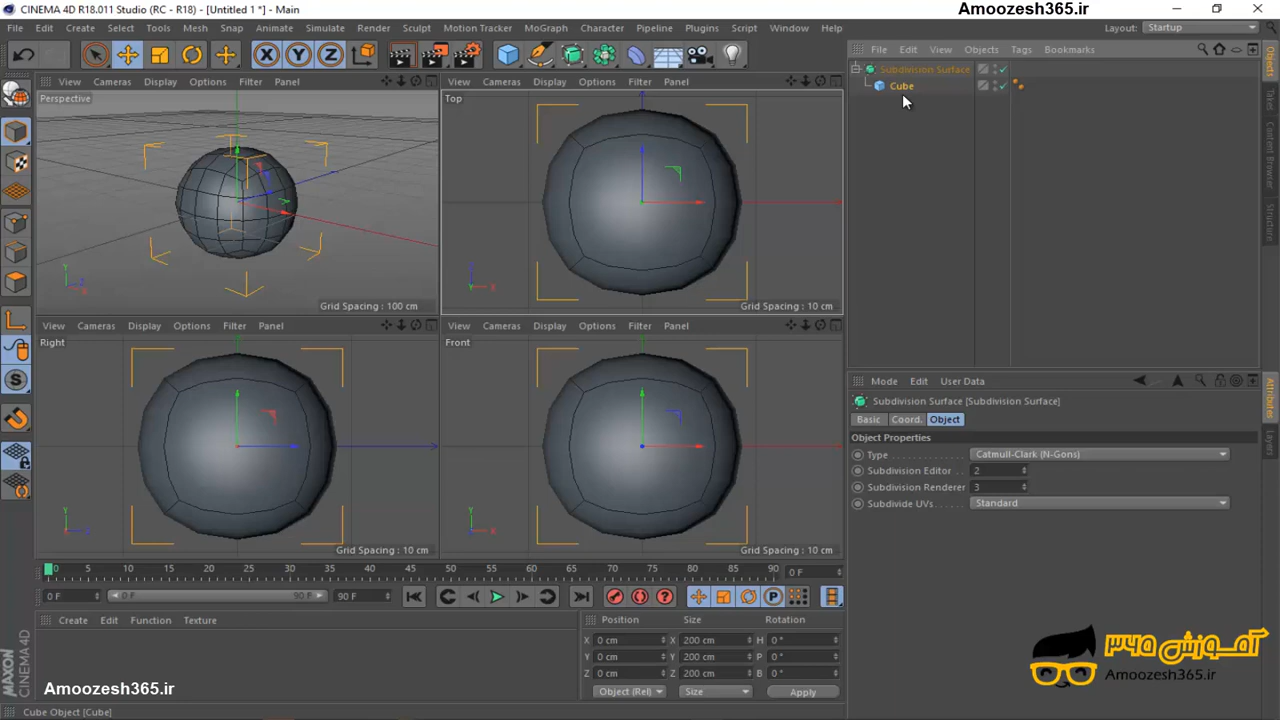 CINEMA 4D R18.011 Studio (RC - R18) - [Untitled 1 *] - Main
Amoozesh365.ir
File Edit Create Select Tools Mesh Snap Animate Simulate Render Sculpt Motion Tracker MoGraph Character Pipeline Plugins Script Window Help
Layout: Startup
File Edit View Objects Tags Bookmarks
Subdivision Surface
Cube
View Cameras Display Options Filter Panel
Perspective
Grid Spacing : 100 cm
View Cameras Display Options Filter Panel
Top
Grid Spacing : 10 cm
View Cameras Display Options Filter Panel
Right
Grid Spacing : 10 cm
View Cameras Display Options Filter Panel
Front
Grid Spacing : 10 cm
Objects
Takes
Content Browser
Structure
Mode Edit User Data
Subdivision Surface [Subdivision Surface]
Basic Coord. Object
Object Properties
Type Catmull-Clark (N-Gons)
Subdivision Editor 2
Subdivision Renderer 3
Subdivide UVs Standard
Attributes
Layers
0 5 10 15 20 25 30 35 40 45 50 55 60 65 70 75 80 85 90 0 F
0 F 0 F 90 F 90 F
Create Edit Function Texture
Position Size Rotation
X 0 cm X 200 cm H 0 °
Y 0 cm Y 200 cm P 0 °
Z 0 cm Z 200 cm B 0 °
Object (Rel) Size Apply
MAXON CINEMA 4D
Amoozesh365.ir
آموزش ۳۶۵
Amoozesh365.ir
Cube Object [Cube]